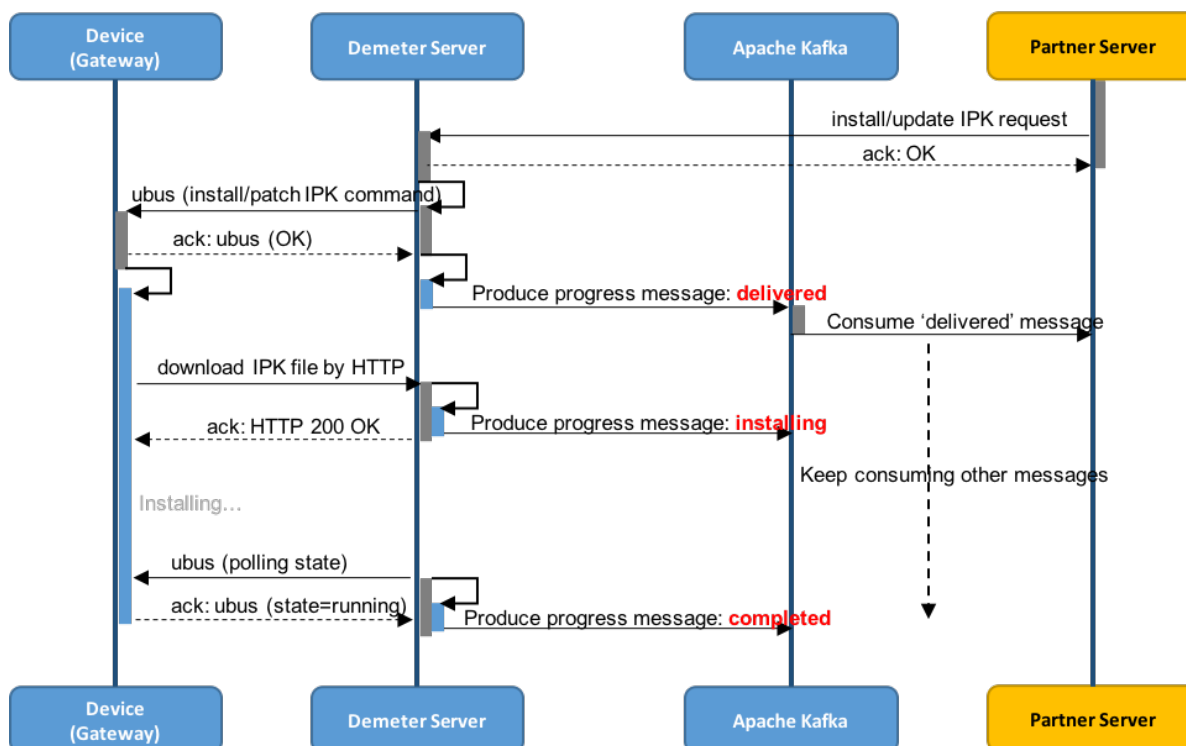 Device
(Gateway)
Demeter Server
Apache Kafka
Partner Server
install/update IPK request
ack: OK
ubus (install/patch IPK command)
ack: ubus (OK)
Produce progress message: delivered
Consume ‘delivered’ message
download IPK file by HTTP
ack: HTTP 200 OK
Produce progress message: installing
Keep consuming other messages
Installing…
ubus (polling state)
ack: ubus (state=running)
Produce progress message: completed
Device
(Gateway)
Demeter Server
Apache Kafka
Partner Server